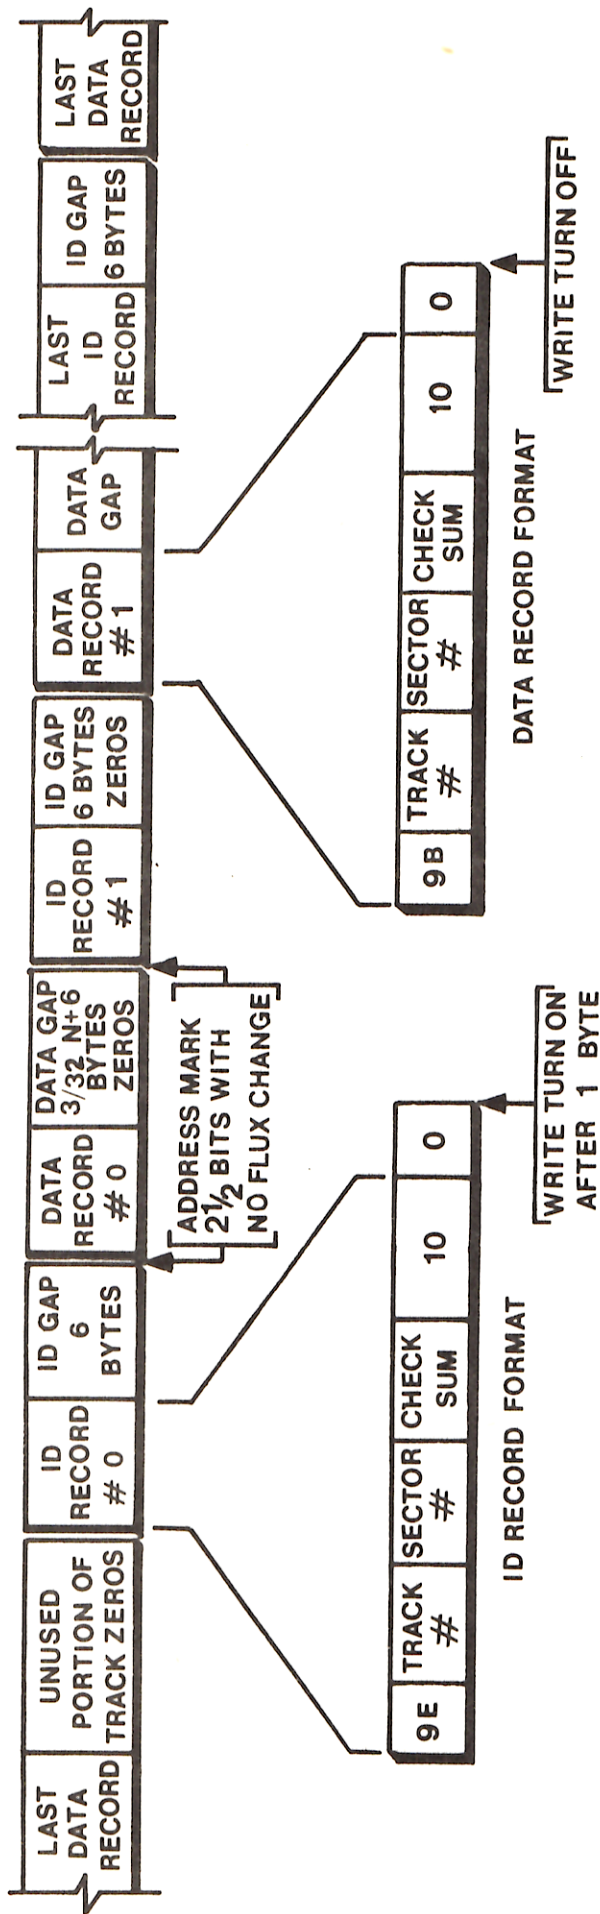 LAST
DATA
RECORD
UNUSED
PORTION OF
TRACK ZEROS
ID
RECORD
# 0
ID GAP
6
BYTES
DATA
RECORD
# 0
DATA GAP
3/32 N+6
BYTES
ZEROS
ID
RECORD
#1
ID GAP
6 BYTES
ZEROS
DATA
RECORD
#1
DATA
GAP
LAST
ID
RECORD
ID GAP
6 BYTES
LAST
DATA
RECORD
ADDRESS MARK
2½ BITS WITH
NO FLUX CHANGE
9E
TRACK
#
SECTOR
#
CHECK
SUM
10
0
ID RECORD FORMAT
WRITE TURN ON
AFTER 1 BYTE
9B
TRACK
#
SECTOR
#
CHECK
SUM
10
0
DATA RECORD FORMAT
WRITE TURN OFF